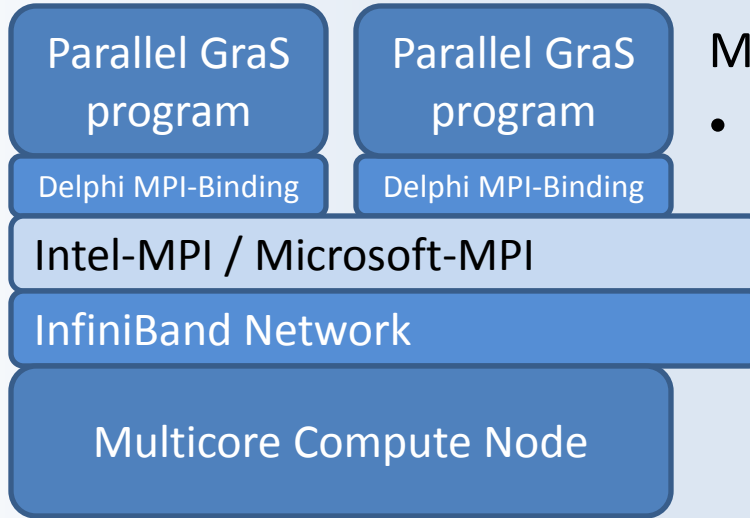 Parallel GraS
program
Parallel GraS
program
M
•
Delphi MPI-Binding
Delphi MPI-Binding
Intel-MPI / Microsoft-MPI
InfiniBand Network
Multicore Compute Node